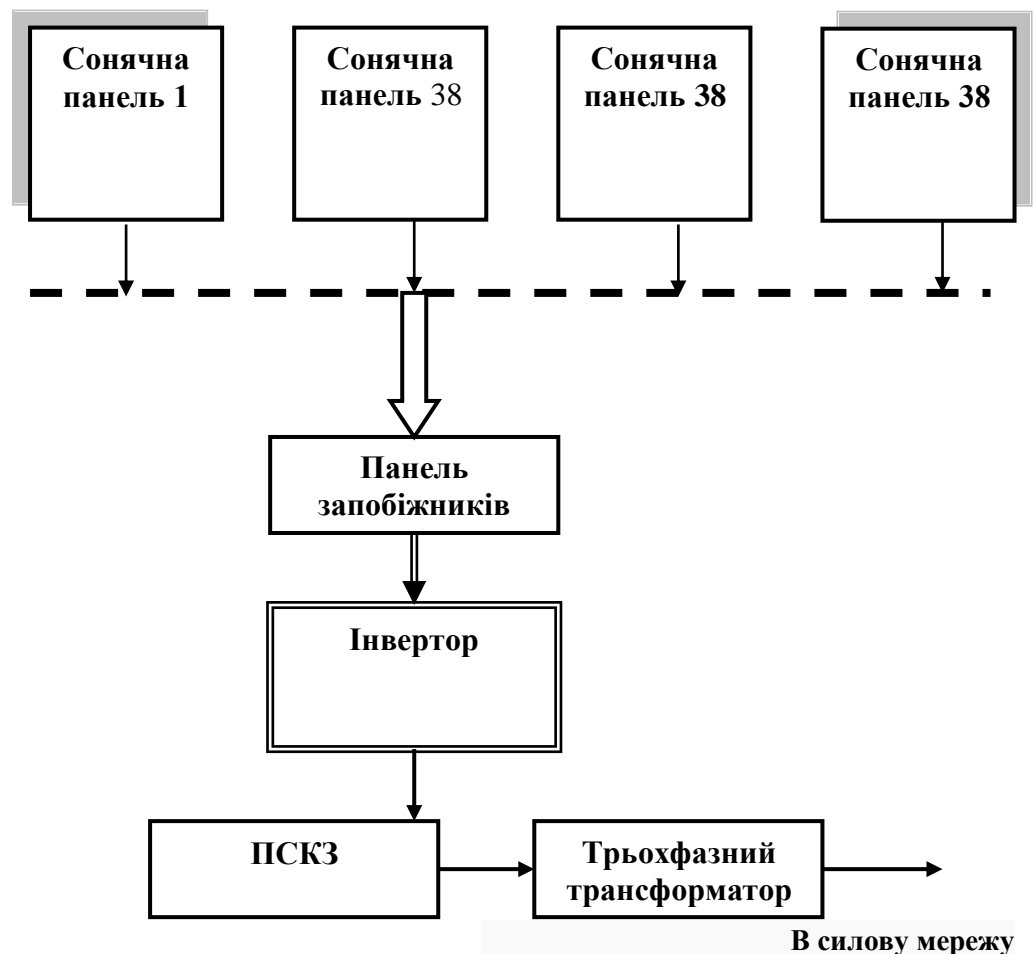 Сонячна
панель 1
Сонячна
панель 38
Сонячна
панель 38
Сонячна
панель 38
Панель
запобіжників
Інвертор
ПСКЗ
Трьохфазний
трансформатор
В силову мережу